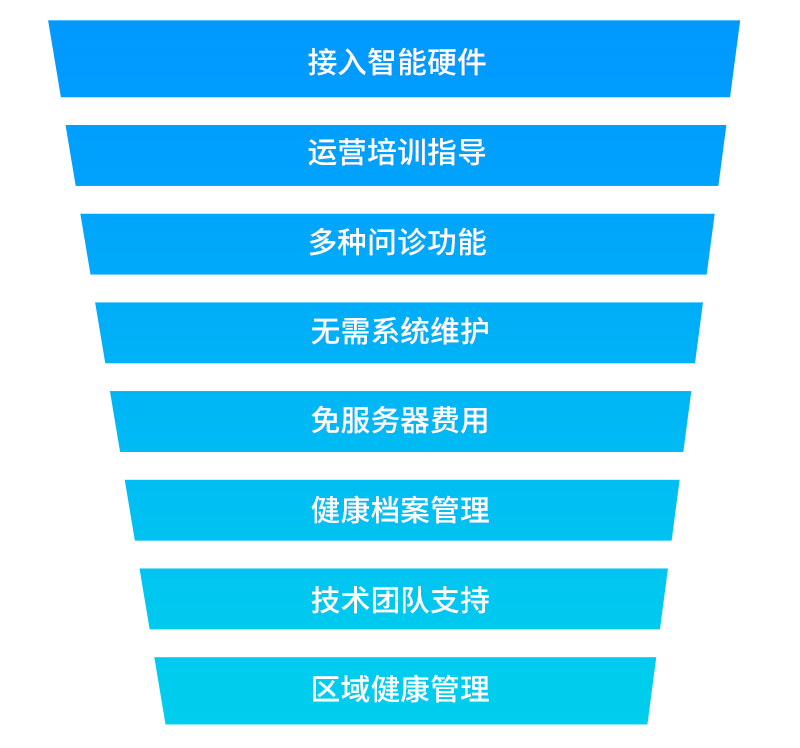 接入智能硬件
运营培训指导
多种问诊功能
无需系统维护
免服务器费用
健康档案管理
技术团队支持
区域健康管理